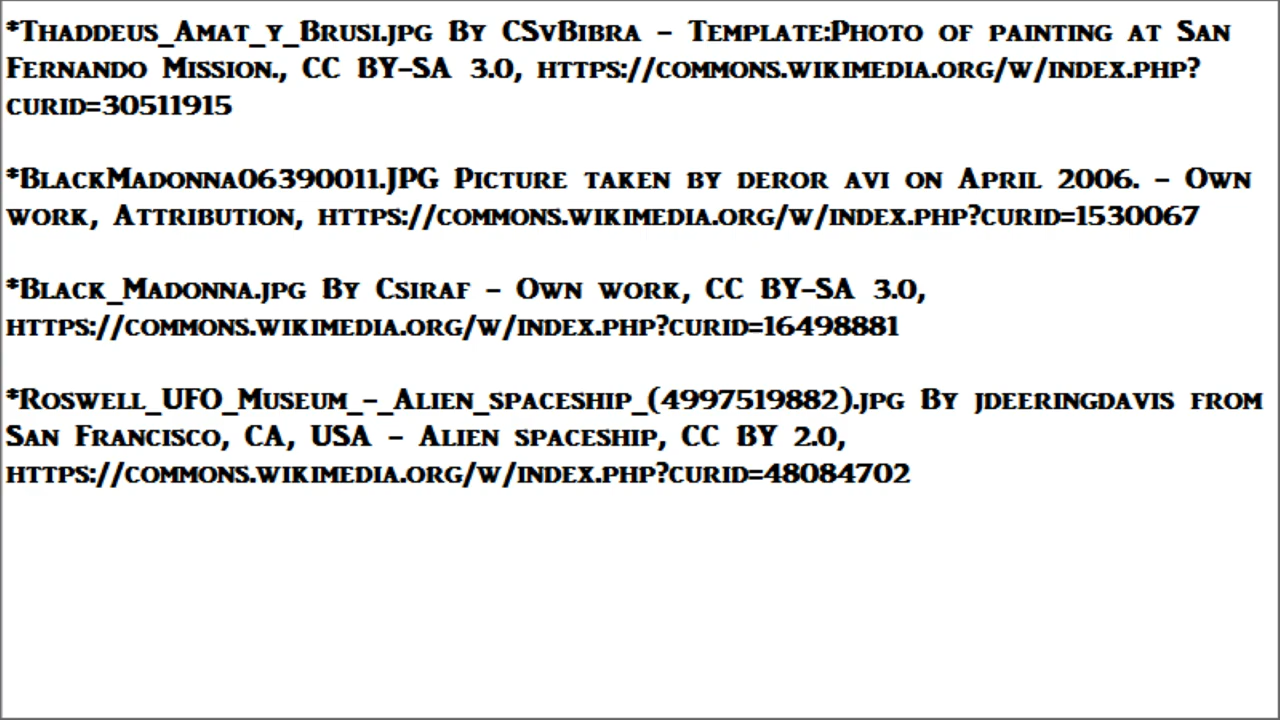 *Thaddeus_Amat_y_Brusi.jpg By CSvBibra – Template:Photo of painting at San
Fernando Mission., CC BY-SA 3.0, https://commons.wikimedia.org/w/index.php?
curid=30511915
*BlackMadonna06390011.JPG Picture taken by deror avi on April 2006. – Own
work, Attribution, https://commons.wikimedia.org/w/index.php?curid=1530067
*Black_Madonna.jpg By Csiraf – Own work, CC BY-SA 3.0,
https://commons.wikimedia.org/w/index.php?curid=16498881
*Roswell_UFO_Museum_-_Alien_spaceship_(4997519882).jpg By jdeeringdavis from
San Francisco, CA, USA – Alien spaceship, CC BY 2.0,
https://commons.wikimedia.org/w/index.php?curid=48084702